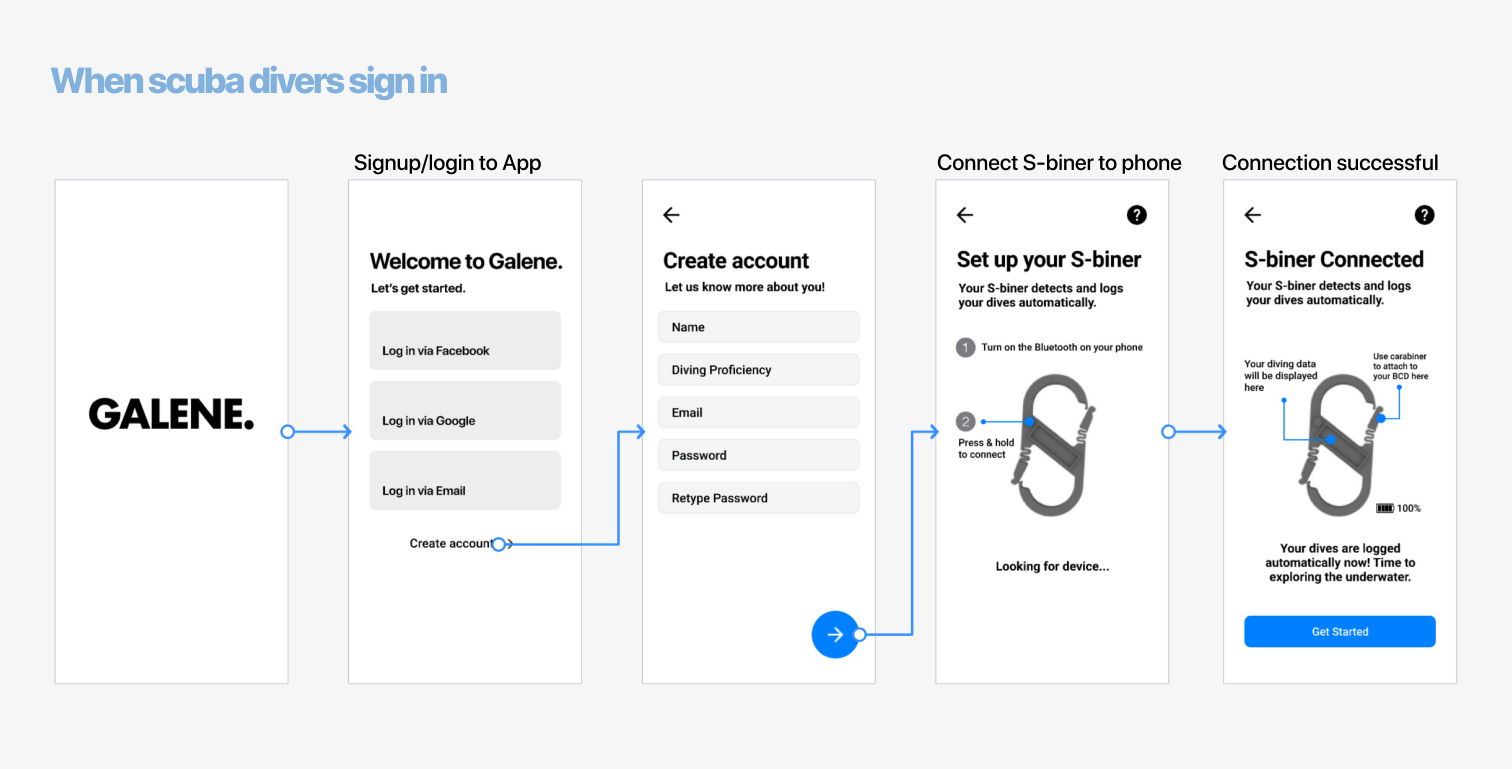 When scuba divers sign in
Signup/login to App
Connect S-biner to phone
Connection successful
GALENE.
Welcome to Galene.
Let's get started.
Log in via Facebook
Log in via Google
Log in via Email
Create account
Create account
Let us know more about you!
Name
Diving Proficiency
Email
Password
Retype Password
?
Set up your S-biner
Your S-biner detects and logs
your dives automatically.
1 Turn on the Bluetooth on your phone
2
Press & hold
to connect
Looking for device...
?
S-biner Connected
Your S-biner detects and logs
your dives automatically.
Your diving data
will be displayed
here
Use carabiner
to attach to
your BCD here
100%
Your dives are logged
automatically now! Time to
exploring the underwater.
Get Started